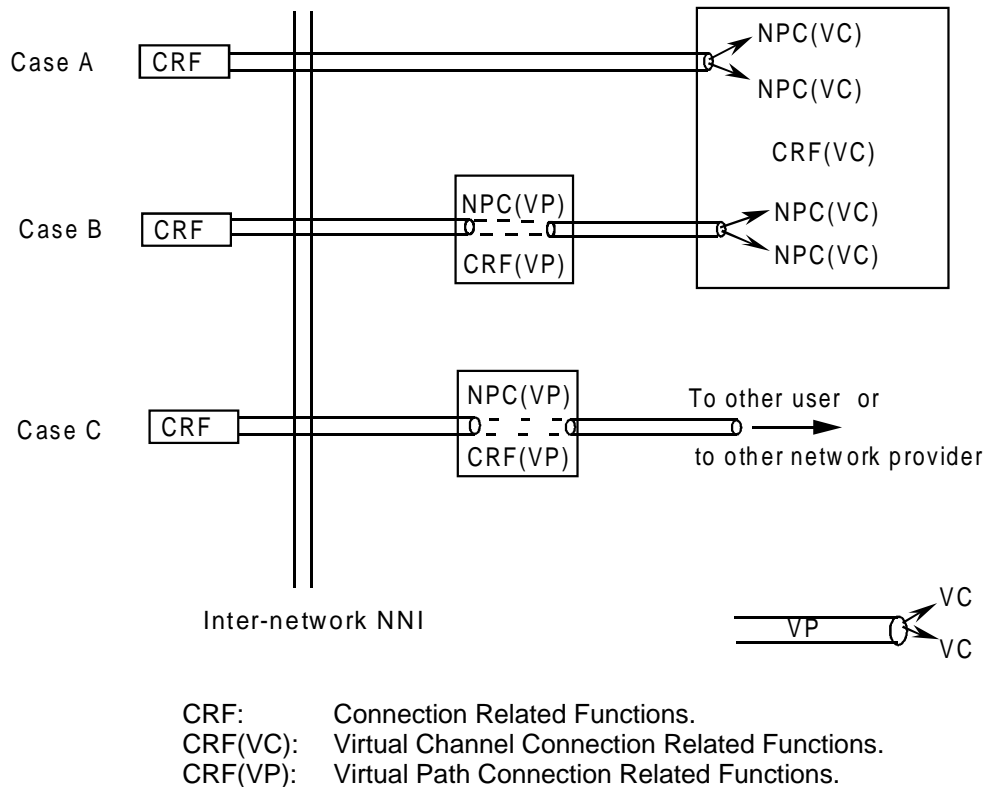 Case A
CRF
NPC(VC)
NPC(VC)
CRF(VC)
Case B
CRF
NPC(VP)
CRF(VP)
NPC(VC)
NPC(VC)
Case C
CRF
NPC(VP)
CRF(VP)
To other user or
to other network provider
Inter-network NNI
VP
VC
VC
CRF: Connection Related Functions.
CRF(VC): Virtual Channel Connection Related Functions.
CRF(VP): Virtual Path Connection Related Functions.